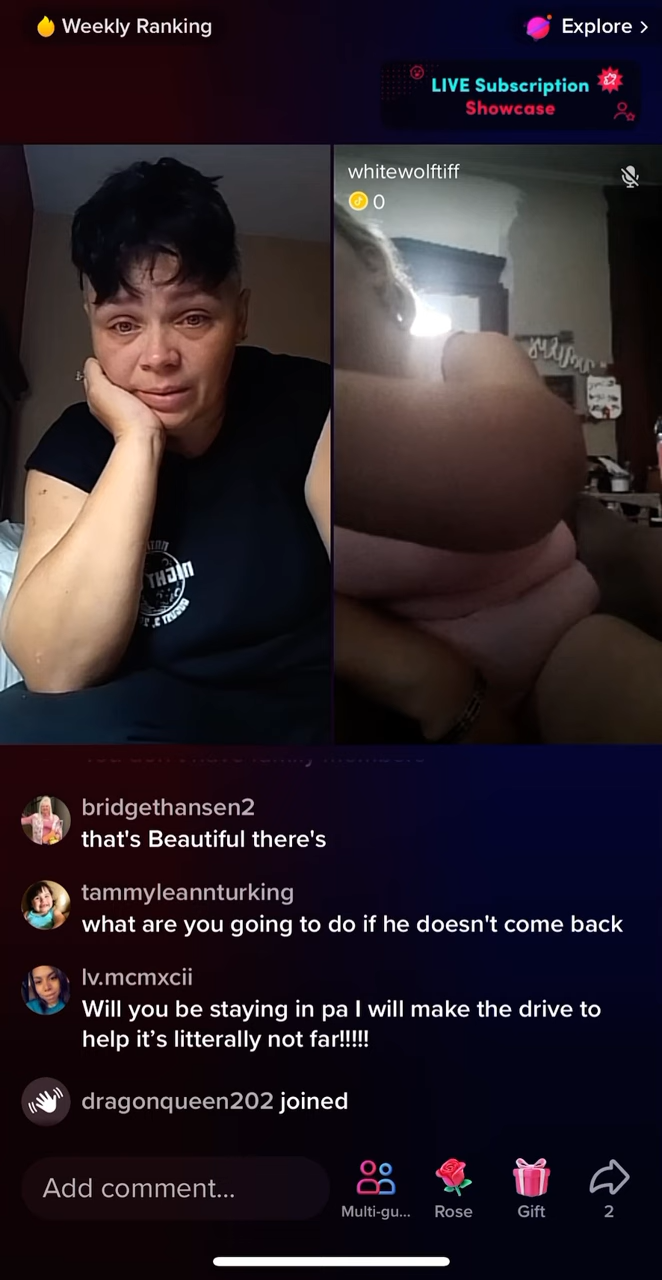 Weekly Ranking
Explore >
LIVE Subscription
Showcase
whitewolftiff
0
bridgethansen2
that's Beautiful there's
tammyleannturking
what are you going to do if he doesn't come back
lv.mcmxcii
Will you be staying in pa I will make the drive to
help it’s litterally not far!!!!!
dragonqueen202 joined
Add comment...
Multi-gu...
Rose
Gift
2